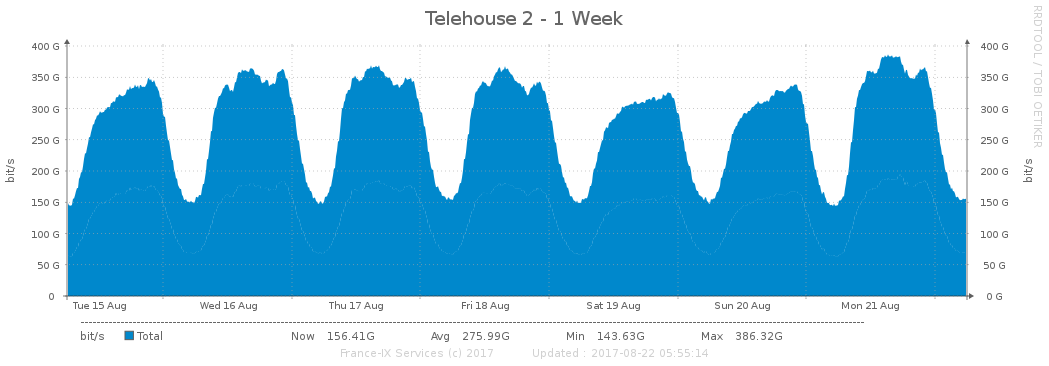 Telehouse 2 - 1 Week
RRDTOOL / TOBI OETIKER
400 G 400 G
350 G 350 G
300 G 300 G
250 G 250 G
200 G 200 G
150 G 150 G
100 G 100 G
50 G 50 G
0 0 G
bit/s bit/s
Tue 15 Aug Wed 16 Aug Thu 17 Aug Fri 18 Aug Sat 19 Aug Sun 20 Aug Mon 21 Aug
bit/s Total Now 156.41G Avg 275.99G Min 143.63G Max 386.32G
France-IX Services (c) 2017 Updated : 2017-08-22 05:55:14